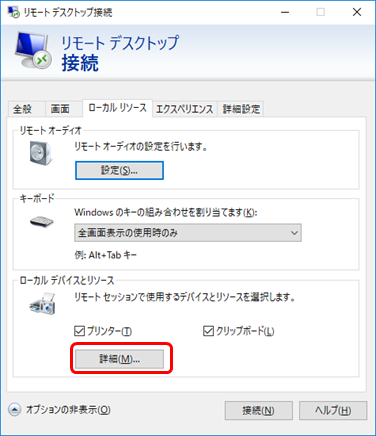 リモート デスクトップ接続
リモート デスクトップ
接続
全般 画面 ローカル リソース エクスペリエンス 詳細設定
リモート オーディオ
リモート オーディオの設定を行います。
設定(S)...
キーボード
Windows のキーの組み合わせを割り当てます(K):
全画面表示の使用時のみ
例: Alt+Tab キー
ローカル デバイスとリソース
リモート セッションで使用するデバイスとリソースを選択します。
プリンター(T) クリップボード(L)
詳細(M)...
オプションの非表示(O) 接続(N) ヘルプ(H)